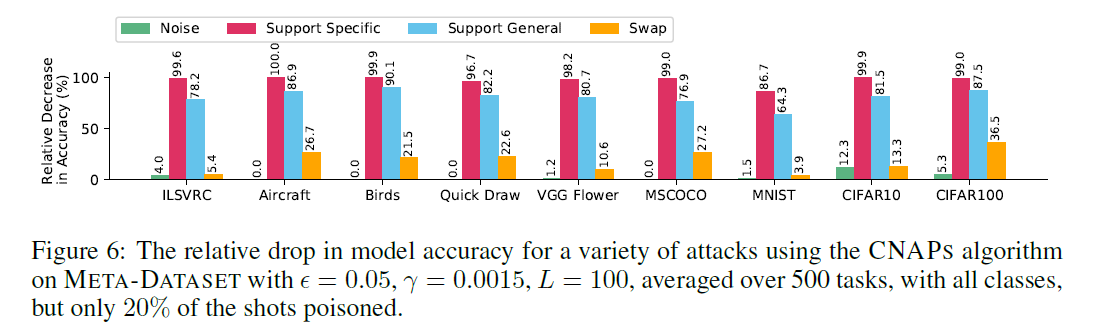 Noise Support Specific Support General Swap
Relative Decrease
in Accuracy (%)
100
50
0
4.0 99.6 78.2 5.4
0.0 100.0 86.9 26.7
0.0 99.9 90.1 21.5
0.0 96.7 82.2 22.6
1.2 98.2 80.7 10.6
0.0 99.0 76.9 27.2
1.5 86.7 64.3 3.9
12.3 99.9 81.5 13.3
5.3 99.0 87.5 36.5
ILSVRC Aircraft Birds Quick Draw VGG Flower MSCOCO MNIST CIFAR10 CIFAR100
Figure 6: The relative drop in model accuracy for a variety of attacks using the CNAPS algorithm
on META-DATASET with ϵ = 0.05, γ = 0.0015, L = 100, averaged over 500 tasks, with all classes,
but only 20% of the shots poisoned.